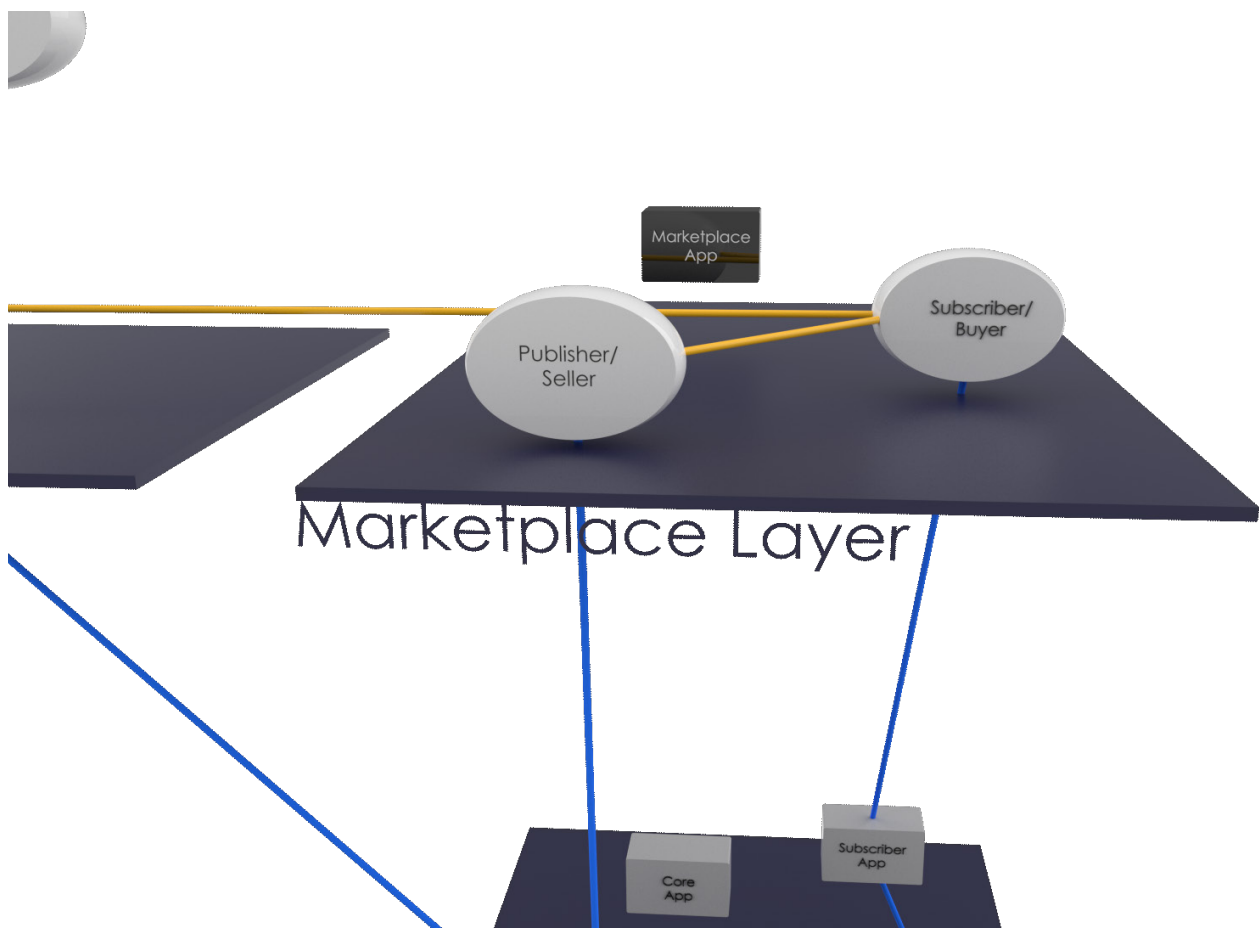 Marketplace
App
Subscriber/
Buyer
Publisher/
Seller
Marketplace Layer
Subscriber
App
Core
App